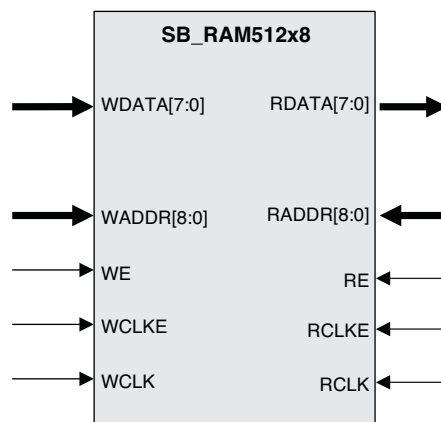 SB_RAM512x8
WDATA[7:0] RDATA[7:0]
WADDR[8:0] RADDR[8:0]
WE RE
WCLKE RCLKE
WCLK RCLK